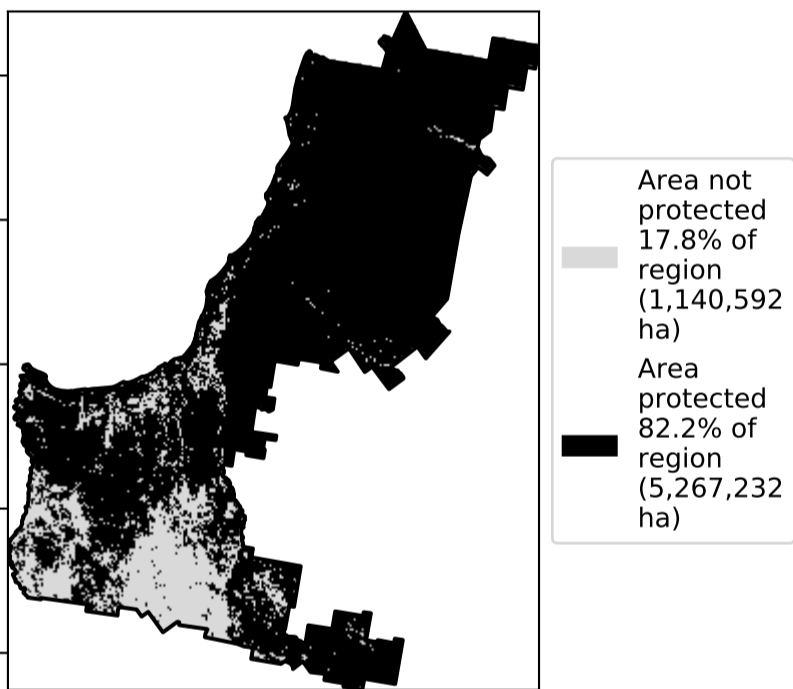 Area not
protected
17.8% of
region
(1,140,592
ha)
Area
protected
82.2% of
region
(5,267,232
ha)